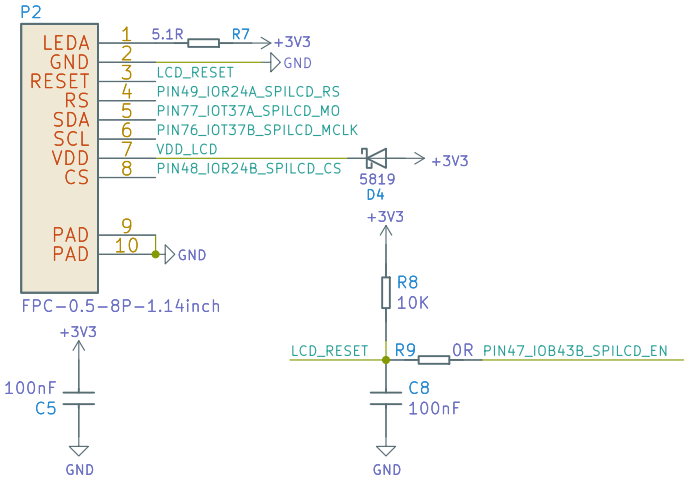 P2
LEDA 1 5.1R R7 +3V3
GND 2 GND
RESET 3 LCD_RESET
RS 4 PIN49_IOR24A_SPILCD_RS
SDA 5 PIN77_IOT37A_SPILCD_MO
SCL 6 PIN76_IOT37B_SPILCD_MCLK
VDD 7 VDD_LCD +3V3
CS 8 PIN48_IOR24B_SPILCD_CS 5819
D4
PAD 9
PAD 10 GND
FPC-0.5-8P-1.14inch
+3V3
100nF
C5
GND
+3V3
R8
10K
LCD_RESET R9 0R PIN47_IOB43B_SPILCD_EN
C8
100nF
GND